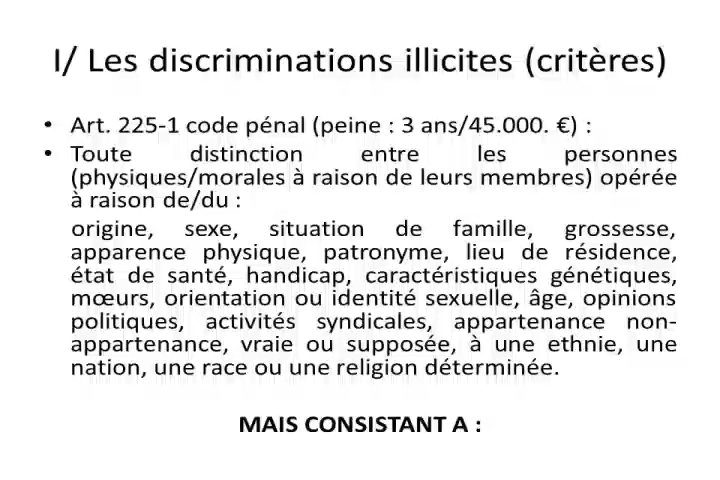 I/ Les discriminations illicites (critères)
• Art. 225-1 code pénal (peine : 3 ans/45.000. €) :
• Toute distinction entre les personnes
(physiques/morales à raison de leurs membres) opérée
à raison de/du :
origine, sexe, situation de famille, grossesse,
apparence physique, patronyme, lieu de résidence,
état de santé, handicap, caractéristiques génétiques,
mœurs, orientation ou identité sexuelle, âge, opinions
politiques, activités syndicales, appartenance non-
appartenance, vraie ou supposée, à une ethnie, une
nation, une race ou une religion déterminée.
MAIS CONSISTANT A :